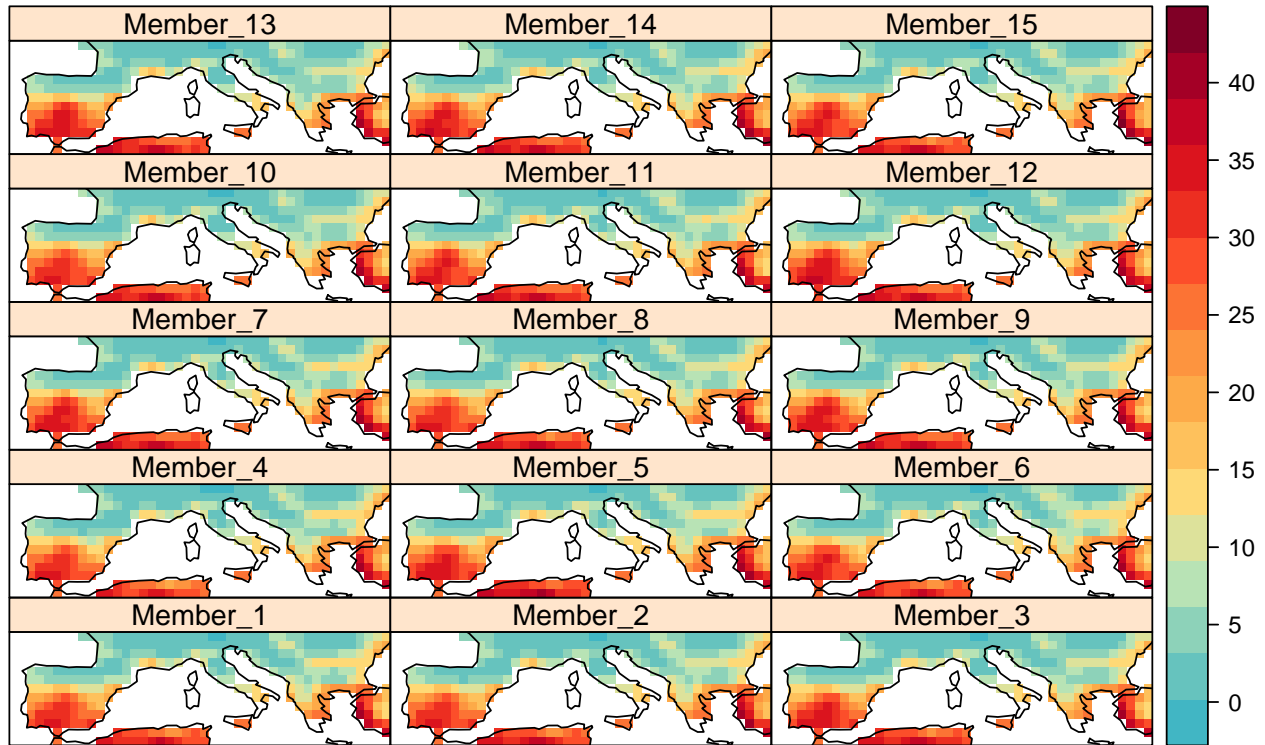 Member_13 Member_14 Member_15
Member_10 Member_11 Member_12
Member_7 Member_8 Member_9
Member_4 Member_5 Member_6
Member_1 Member_2 Member_3
40
35
30
25
20
15
10
5
0